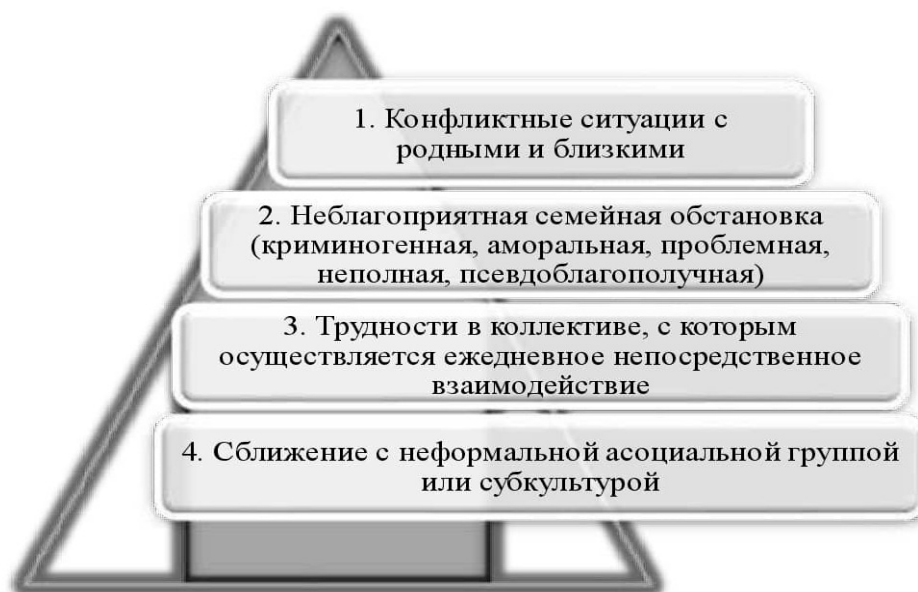 1. Конфликтные ситуации с
родными и близкими
2. Неблагоприятная семейная обстановка
(криминогенная, аморальная, проблемная,
неполная, псевдоблагополучная)
3. Трудности в коллективе, с которым
осуществляется ежедневное непосредственное
взаимодействие
4. Сближение с неформальной асоциальной группой
или субкультурой